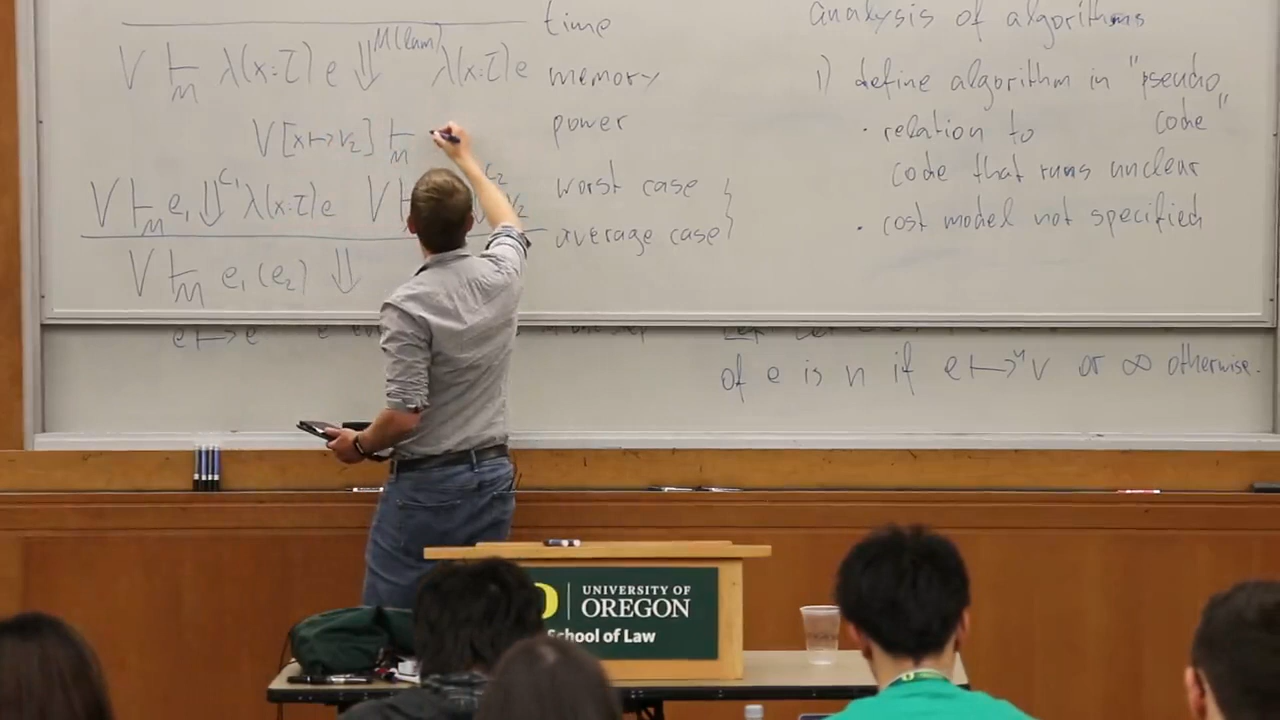 V ⊢M λ(x:τ)e ⇓^M(lam) λ(x:τ)e
V[x↦v₂] ⊢M
V ⊢M e₁ ⇓^c₁ λ(x:τ)e V ⊢ c₂ v₂
V ⊢M e₁(e₂) ⇓
time
memory
power
worst case
average case
analysis of algorithms
1) define algorithm in "pseudo
code"
· relation to
code that runs unclear
· cost model not specified
e ↦ e
of e is n if e ↦ⁿ v or ∞ otherwise.
UNIVERSITY OF
OREGON
School of Law